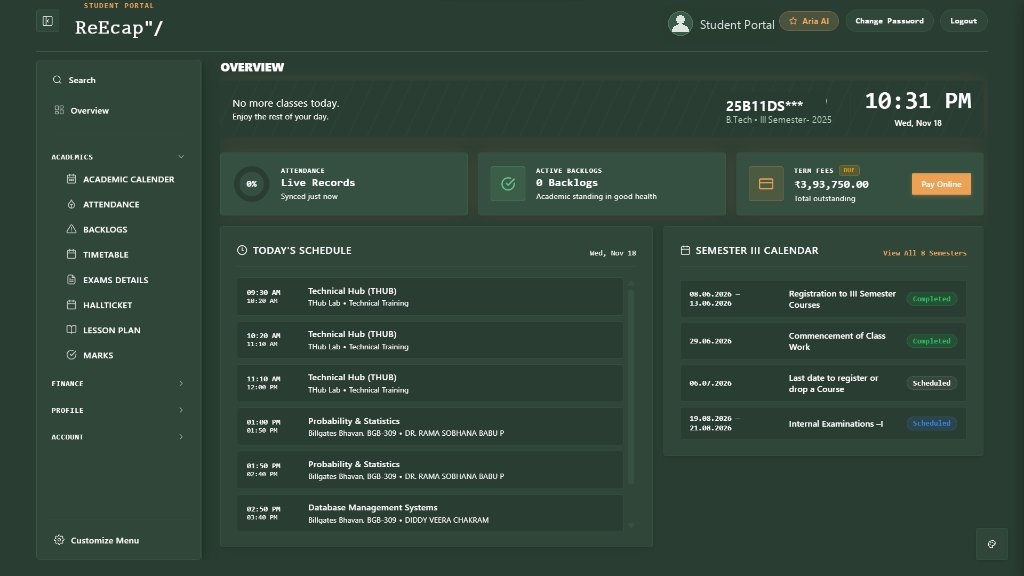 STUDENT PORTAL
ReEcap"/
Student Portal
Aria AI
Change Password
Logout
Search
Overview
ACADEMICS
ACADEMIC CALENDER
ATTENDANCE
BACKLOGS
TIMETABLE
EXAMS DETAILS
HALLTICKET
LESSON PLAN
MARKS
FINANCE
PROFILE
ACCOUNT
Customize Menu
OVERVIEW
No more classes today.
Enjoy the rest of your day.
25B11DS***
B.Tech • III Semester- 2025
10:31 PM
Wed, Nov 18
0%
ATTENDANCE
Live Records
Synced just now
ACTIVE BACKLOGS
0 Backlogs
Academic standing in good health
TERM FEES DUE
₹3,93,750.00
Total outstanding
Pay Online
TODAY'S SCHEDULE
Wed, Nov 18
09:30 AM
10:20 AM
Technical Hub (THUB)
THub Lab • Technical Training
10:20 AM
11:10 AM
Technical Hub (THUB)
THub Lab • Technical Training
11:10 AM
12:00 PM
Technical Hub (THUB)
THub Lab • Technical Training
01:00 PM
01:50 PM
Probability & Statistics
Billgates Bhavan, BGB-309 • DR. RAMA SOBHANA BABU P
01:50 PM
02:40 PM
Probability & Statistics
Billgates Bhavan, BGB-309 • DR. RAMA SOBHANA BABU P
02:50 PM
03:40 PM
Database Management Systems
Billgates Bhavan, BGB-309 • DIDDY VEERA CHAKRAM
SEMESTER III CALENDAR
View All 8 Semesters
08.06.2026 –
13.06.2026
Registration to III Semester
Courses
Completed
29.06.2026
Commencement of Class
Work
Completed
06.07.2026
Last date to register or
drop a Course
Scheduled
19.08.2026 –
21.08.2026
Internal Examinations –I
Scheduled